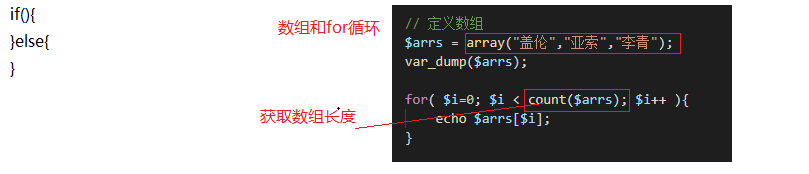 if(){
}else{
}
数组和for循环
获取数组长度
// 定义数组
$arrs = array("盖伦","亚索","李青");
var_dump($arrs);
for( $i=0; $i < count($arrs); $i++ ){
echo $arrs[$i];
}